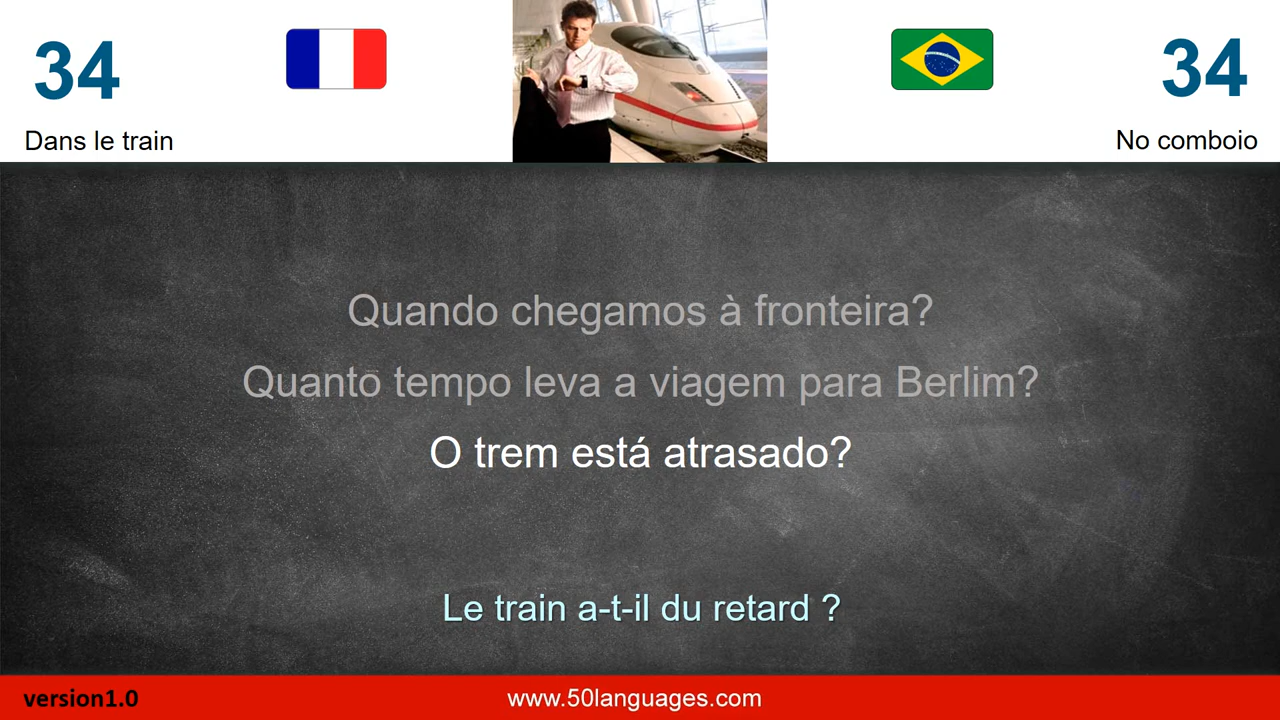 34
34
Dans le train
No comboio
Quando chegamos à fronteira?
Quanto tempo leva a viagem para Berlim?
O trem está atrasado?
Le train a-t-il du retard ?
version1.0
www.50languages.com